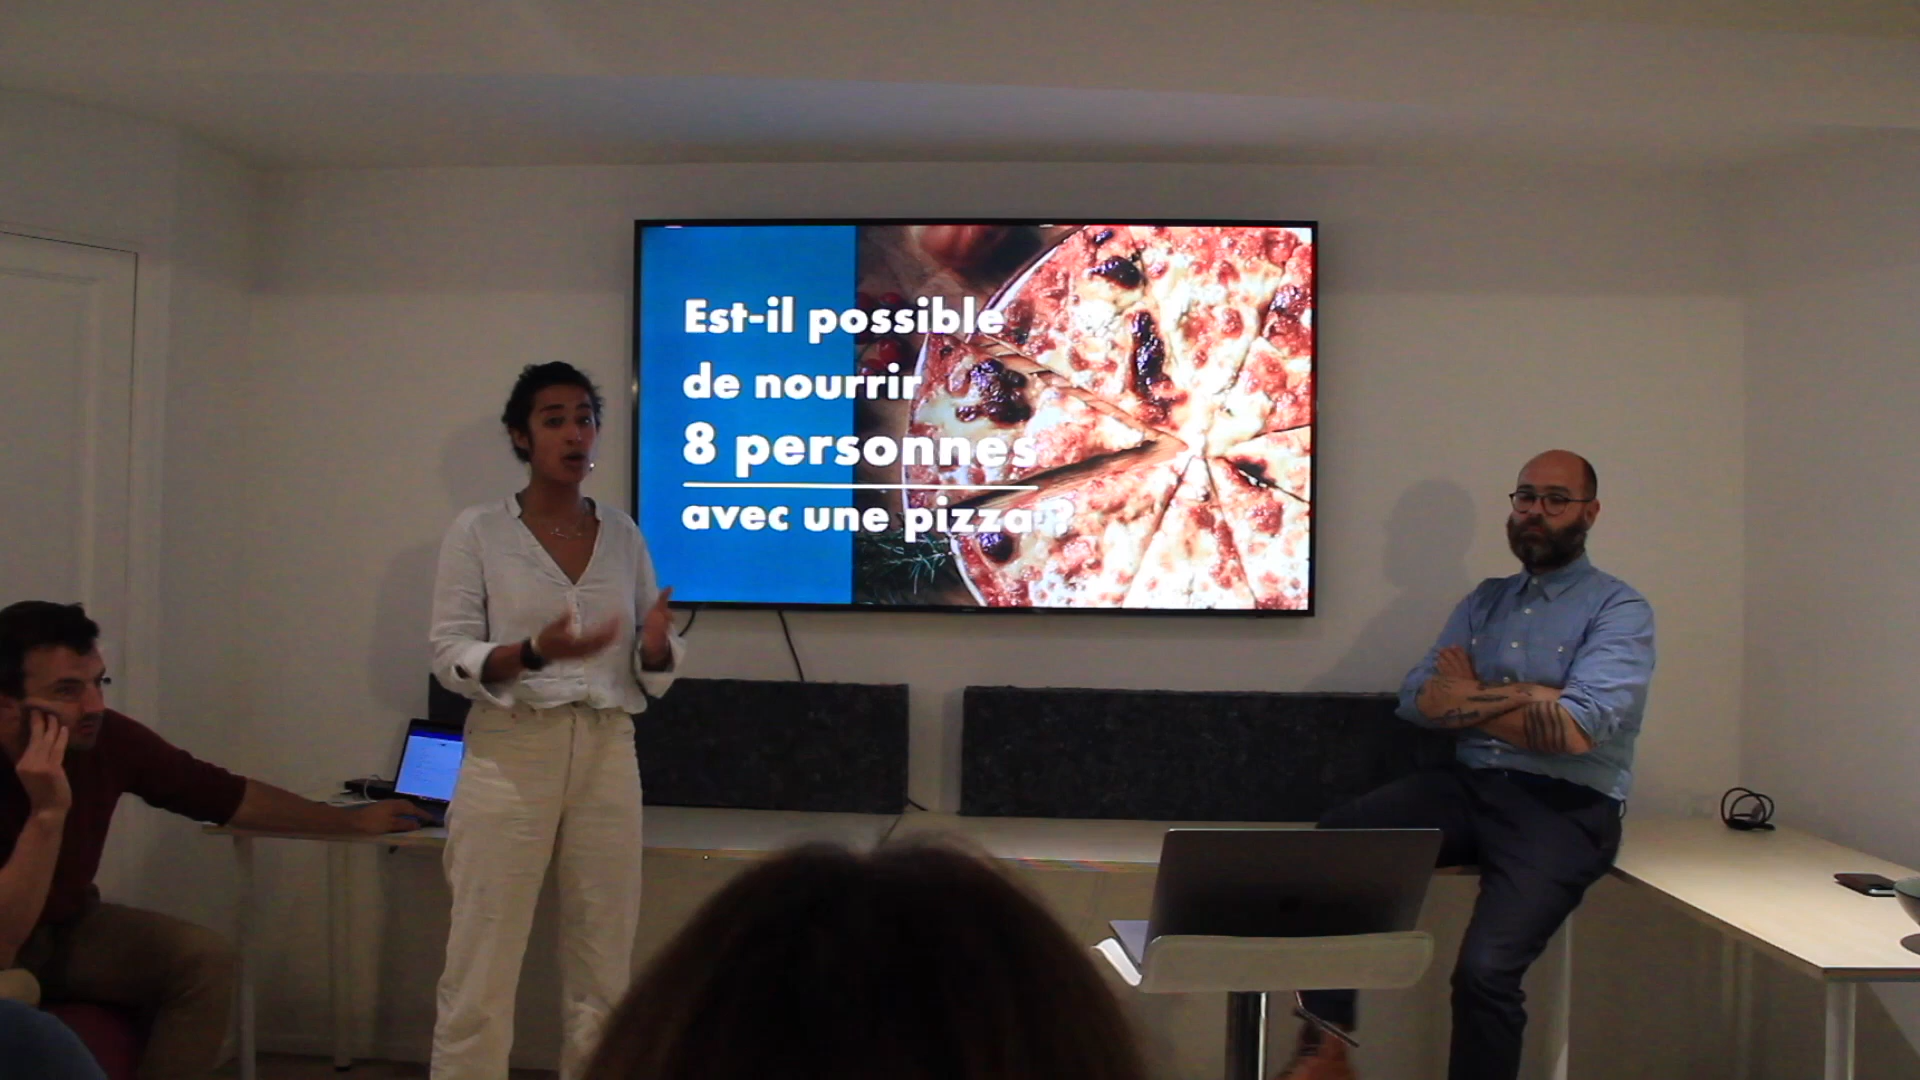 Est-il possible
de nourrir
8 personnes
avec une pizza ?